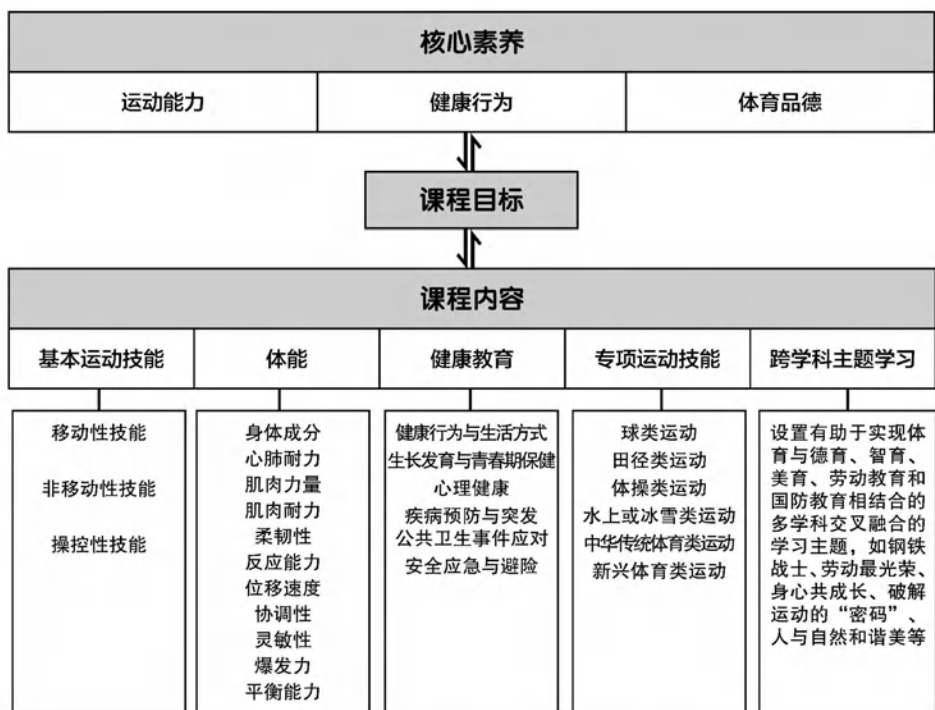 核心素养
运动能力
健康行为
体育品德
课程目标
课程内容
基本运动技能
体能
健康教育
专项运动技能
跨学科主题学习
移动性技能
非移动性技能
操控性技能
身体成分
心肺耐力
肌肉力量
肌肉耐力
柔韧性
反应能力
位移速度
协调性
灵敏性
爆发力
平衡能力
健康行为与生活方式
生长发育与青春期保健
心理健康
疾病预防与突发
公共卫生事件应对
安全应急与避险
球类运动
田径类运动
体操类运动
水上或冰雪类运动
中华传统体育类运动
新兴体育类运动
设置有助于实现体
育与德育、智育、
美育、劳动教育和
国防教育相结合的
多学科交叉融合的
学习主题，如钢铁
战士、劳动最光荣、
身心共成长、破解
运动的“密码”、
人与自然和谐美等